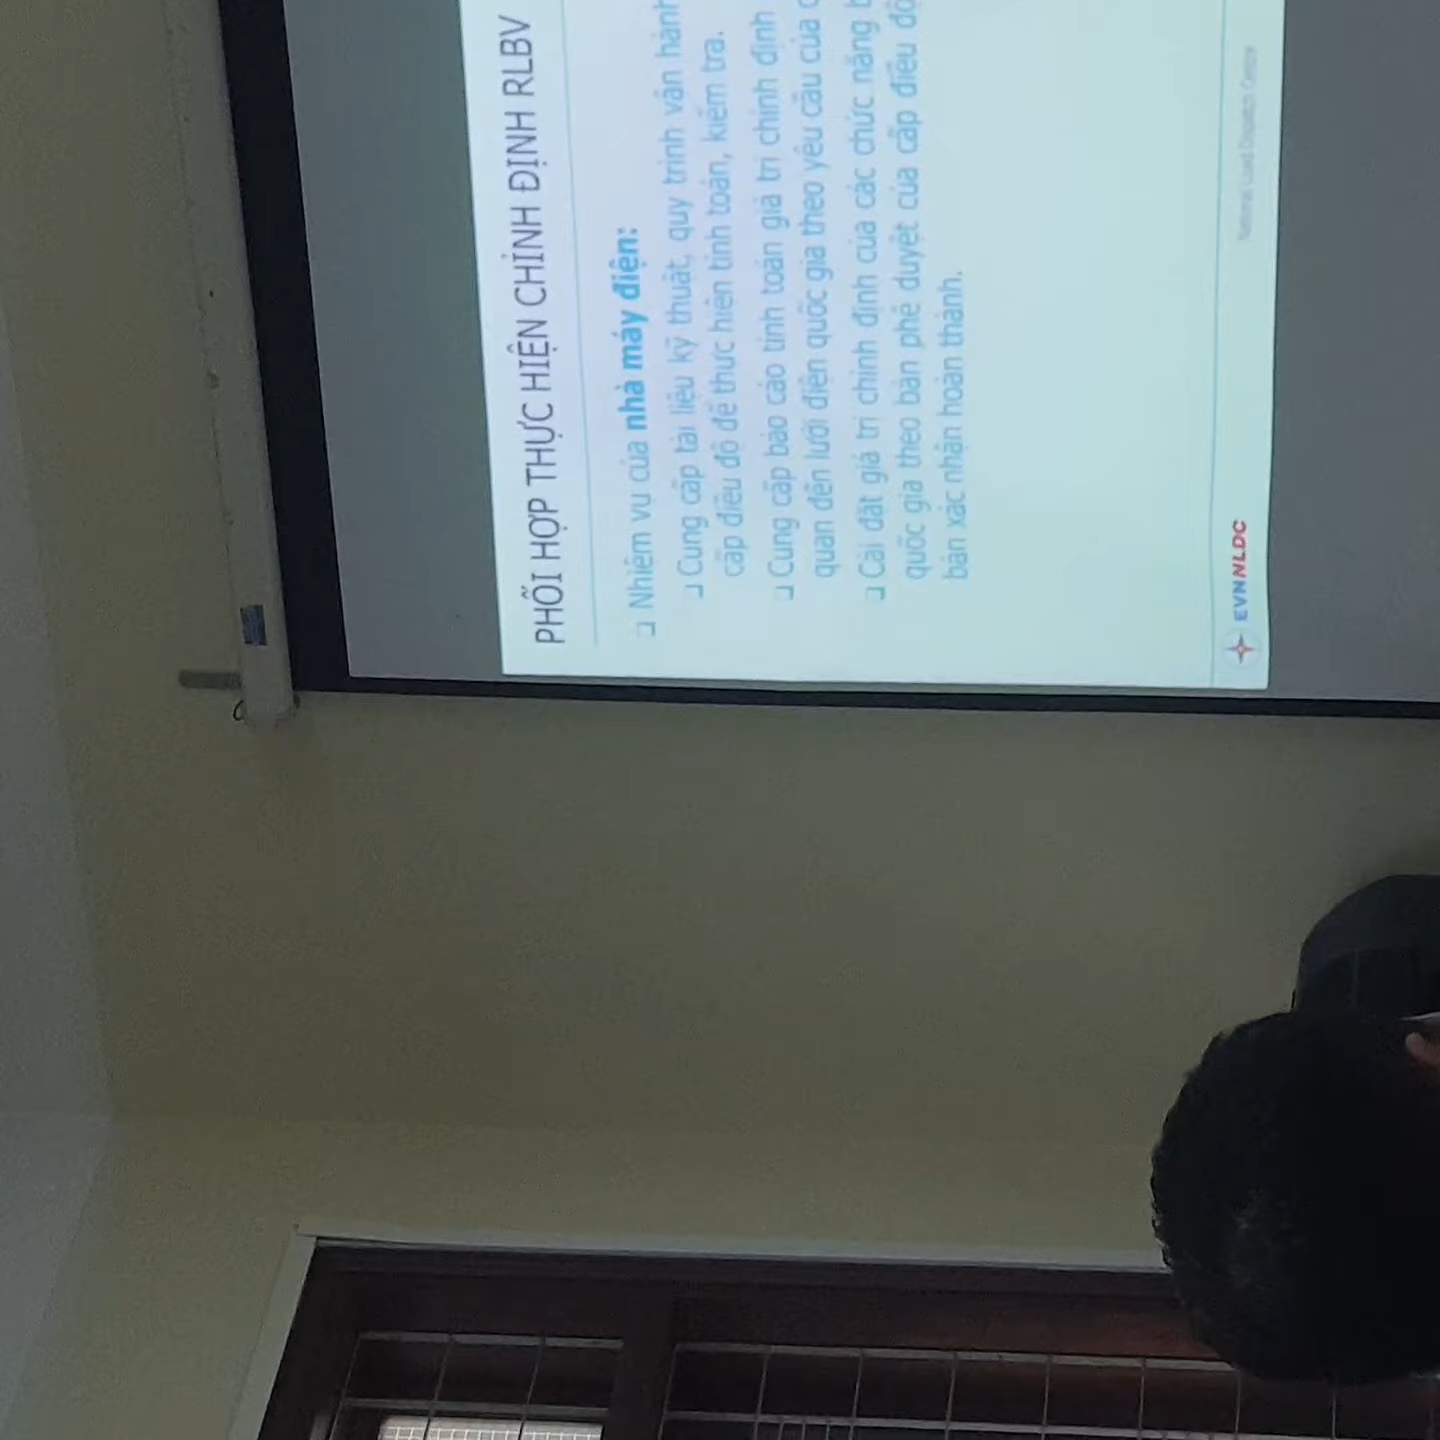 PHỐI HỢP THỰC HIỆN CHỈNH ĐỊNH RLBV
❑ Nhiệm vụ của nhà máy điện:
❑ Cung cấp tài liệu kỹ thuật, quy trình vận hành
cấp điều độ để thực hiện tính toán, kiểm tra.
❑ Cung cấp báo cáo tính toán giá trị chỉnh định
quan đến lưới điện quốc gia theo yêu cầu của
❑ Cài đặt giá trị chỉnh định của các chức năng
quốc gia theo bản phê duyệt của cấp điều độ
bản xác nhận hoàn thành.
EVNNLDC
National Load Dispatch Centre